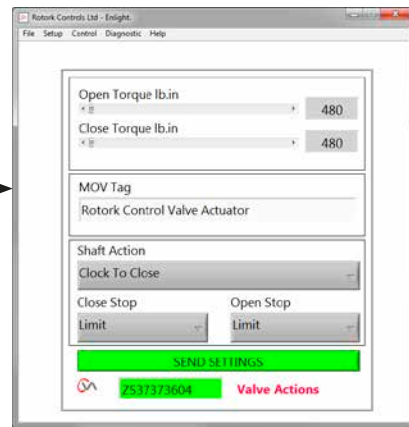 Rotork Controls Ltd - Enlight.
File Setup Control Diagnostic Help
Open Torque lb.in
480
Close Torque lb.in
480
MOV Tag
Rotork Control Valve Actuator
Shaft Action
Clock To Close
Close Stop Open Stop
Limit Limit
SEND SETTINGS
Z537373604 Valve Actions